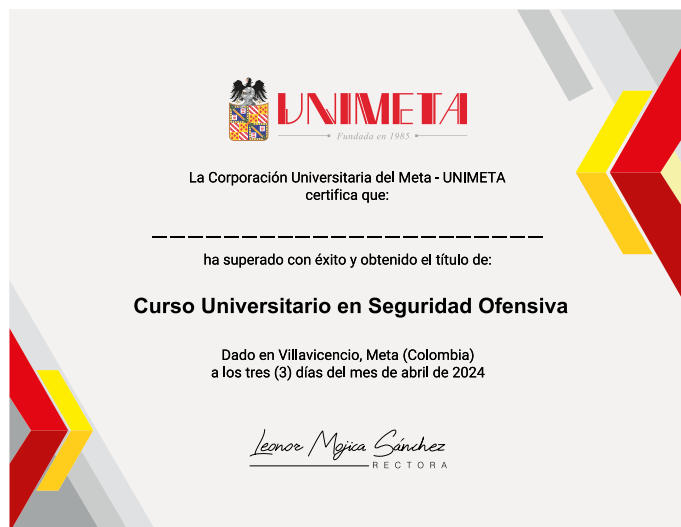 UNIMETA
Fundada en 1985
La Corporación Universitaria del Meta - UNIMETA
certifica que:
ha superado con éxito y obtenido el título de:
Curso Universitario en Seguridad Ofensiva
Dado en Villavicencio, Meta (Colombia)
a los tres (3) días del mes de abril de 2024
Leonor Mojica Sánchez
RECTORA